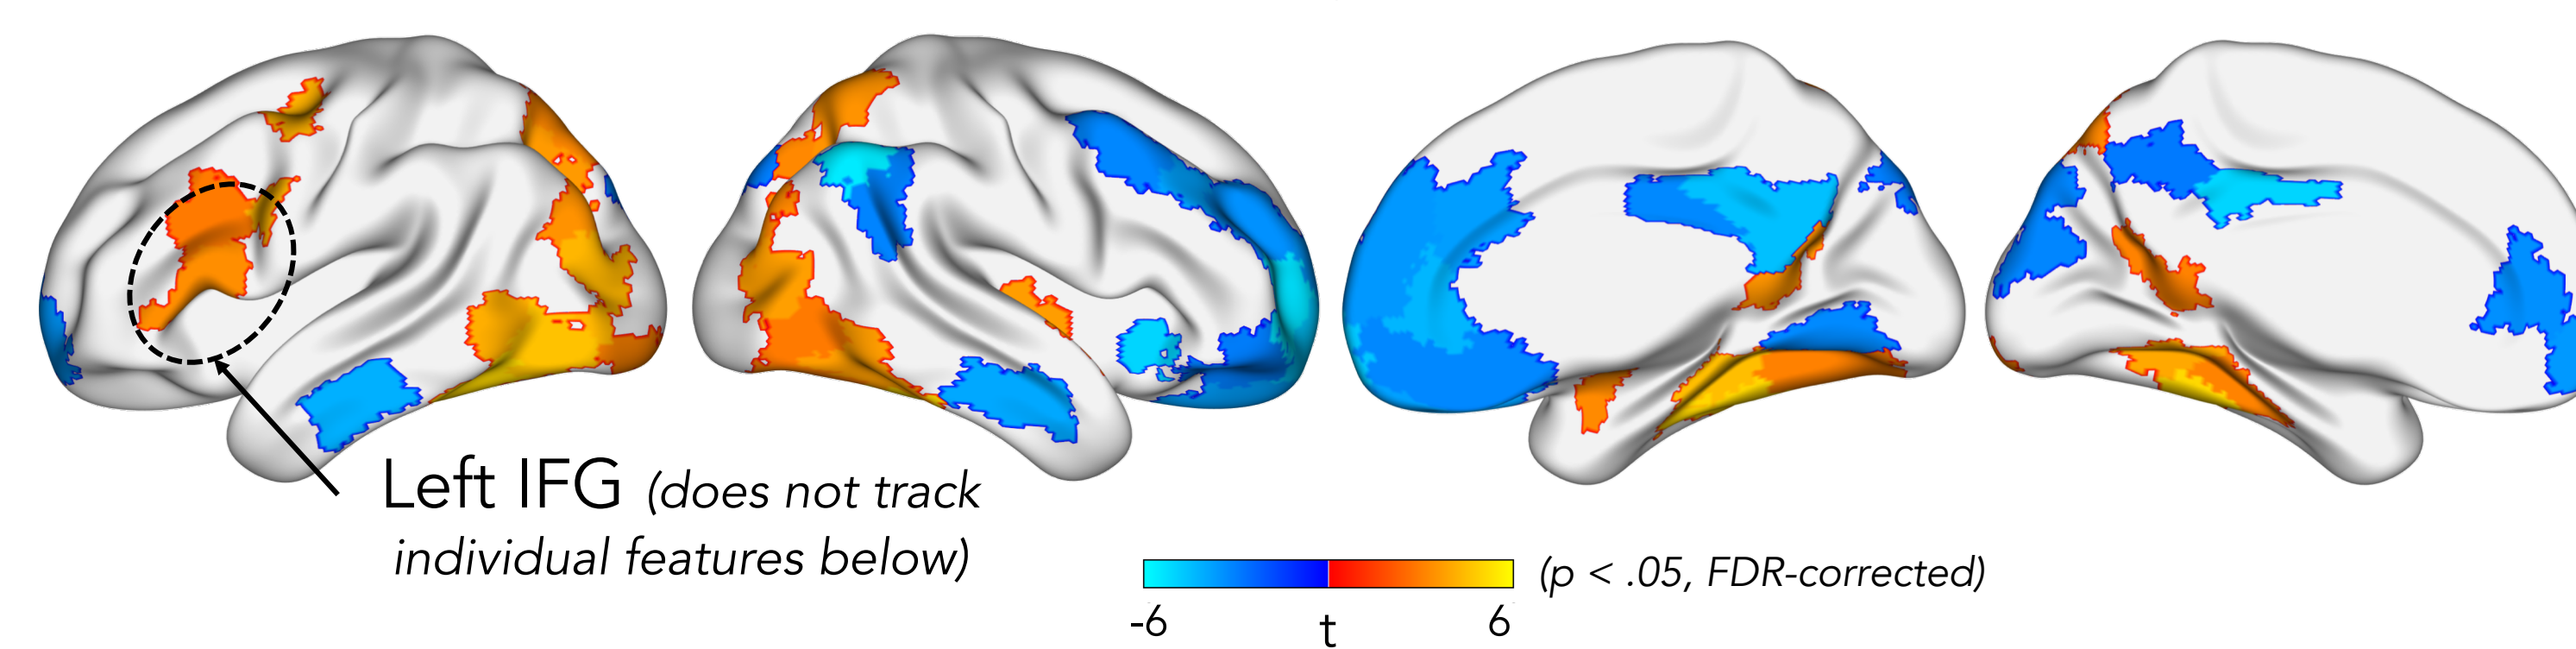 Left IFG (does not track
individual features below)
(p < .05, FDR-corrected)
-6 t 6